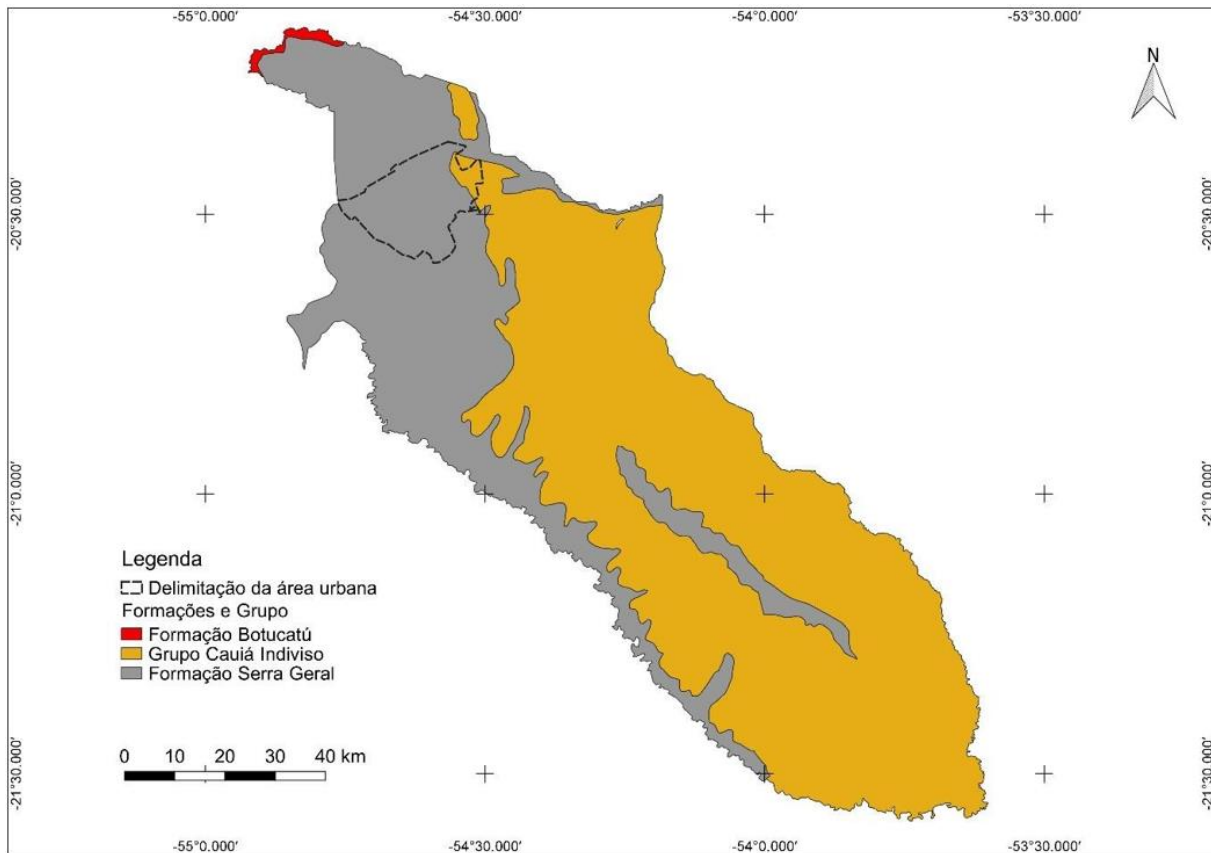 -55°0.000′ -54°30.000′ -54°0.000′ -53°30.000′
N
-20°30.000′ -20°30.000′
-21°0.000′ -21°0.000′
Legenda
Delimitação da área urbana
Formações e Grupo
Formação Botucatú
Grupo Cauiá Indiviso
Formação Serra Geral
0 10 20 30 40 km
-21°30.000′ -21°30.000′
-55°0.000′ -54°30.000′ -54°0.000′ -53°30.000′